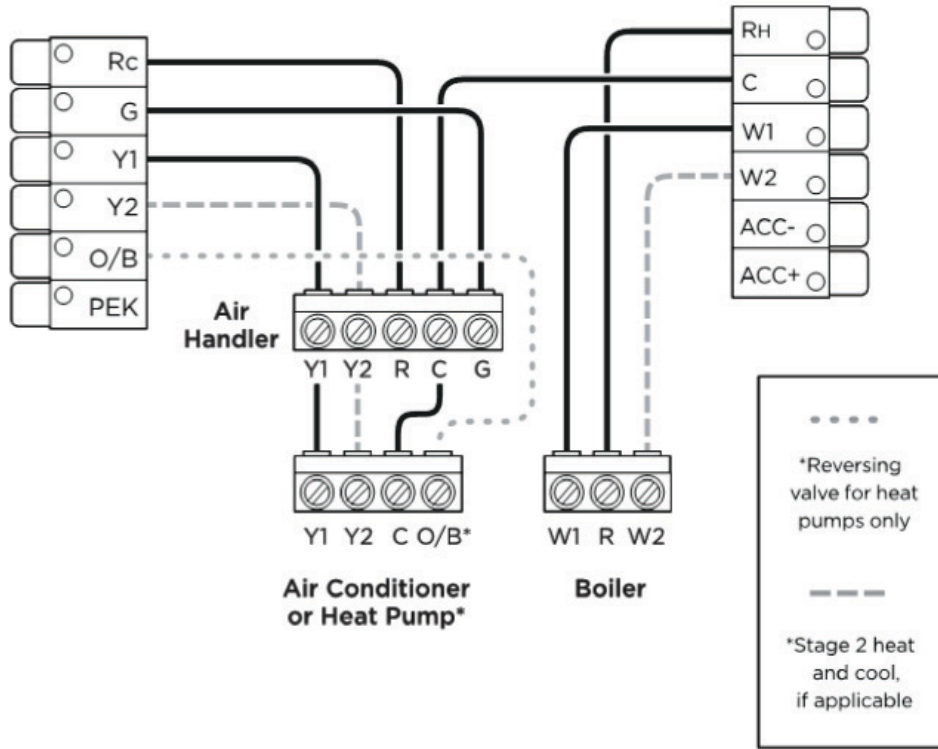 Rc
G
Y1
Y2
O/B
PEK
RH
C
W1
W2
ACC-
ACC+
Air
Handler
Y1 Y2 R C G
Y1 Y2 C O/B*
Air Conditioner
or Heat Pump*
W1 R W2
Boiler
*Reversing
valve for heat
pumps only
*Stage 2 heat
and cool,
if applicable